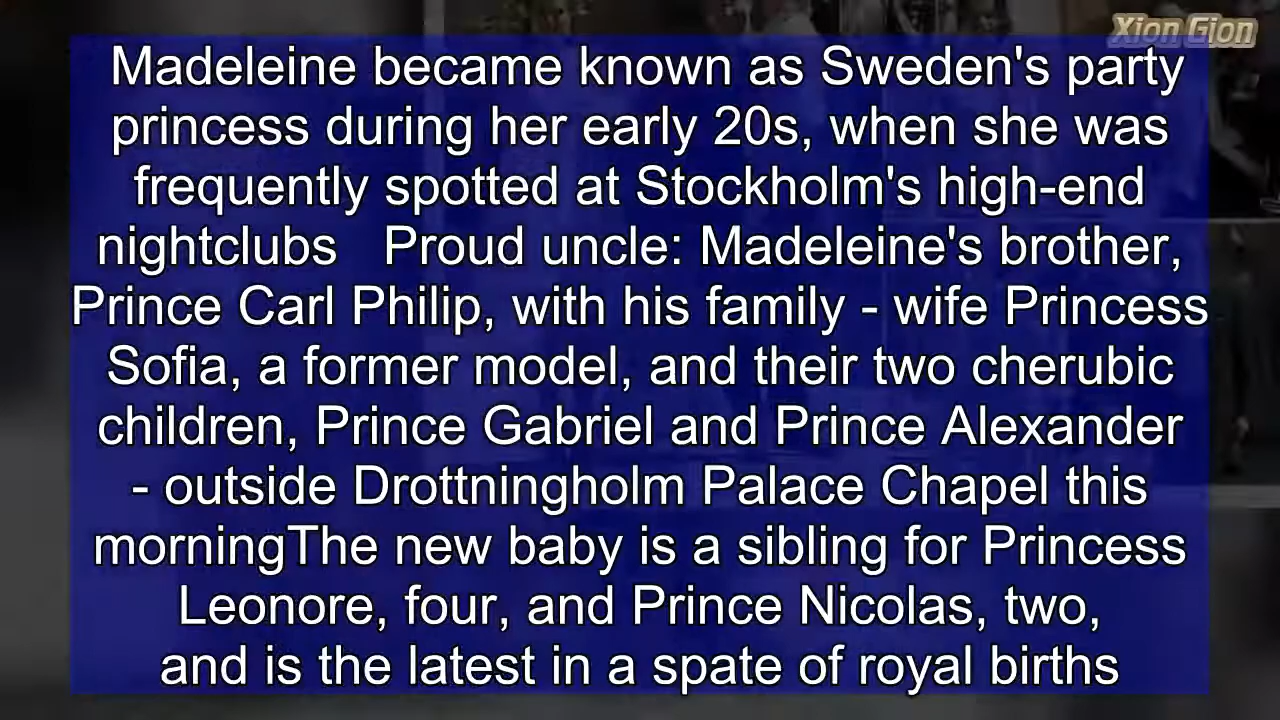 Xion Gion
Madeleine became known as Sweden's party
princess during her early 20s, when she was
frequently spotted at Stockholm's high-end
nightclubs   Proud uncle: Madeleine's brother,
Prince Carl Philip, with his family - wife Princess
Sofia, a former model, and their two cherubic
children, Prince Gabriel and Prince Alexander
- outside Drottningholm Palace Chapel this
morningThe new baby is a sibling for Princess
Leonore, four, and Prince Nicolas, two,
and is the latest in a spate of royal births